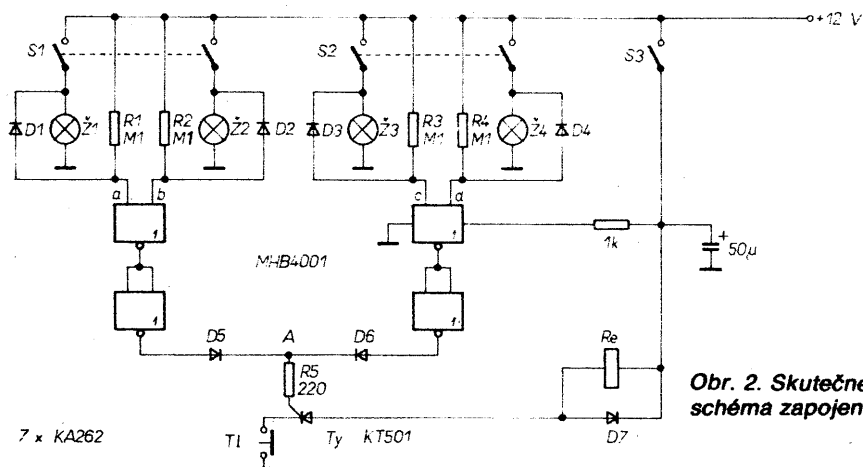 +12 V
S1
S2
S3
D1
Ž1
R1
M1
R2
M1
Ž2
D2
D3
Ž3
R3
M1
R4
M1
Ž4
D4
a
b
c
d
1
1
1k
+
50µ
MHB4001
1
1
D5
A
D6
R5
220
Re
Tl
Ty
KT501
D7
7 x KA262
Obr. 2. Skutečné
schéma zapojen